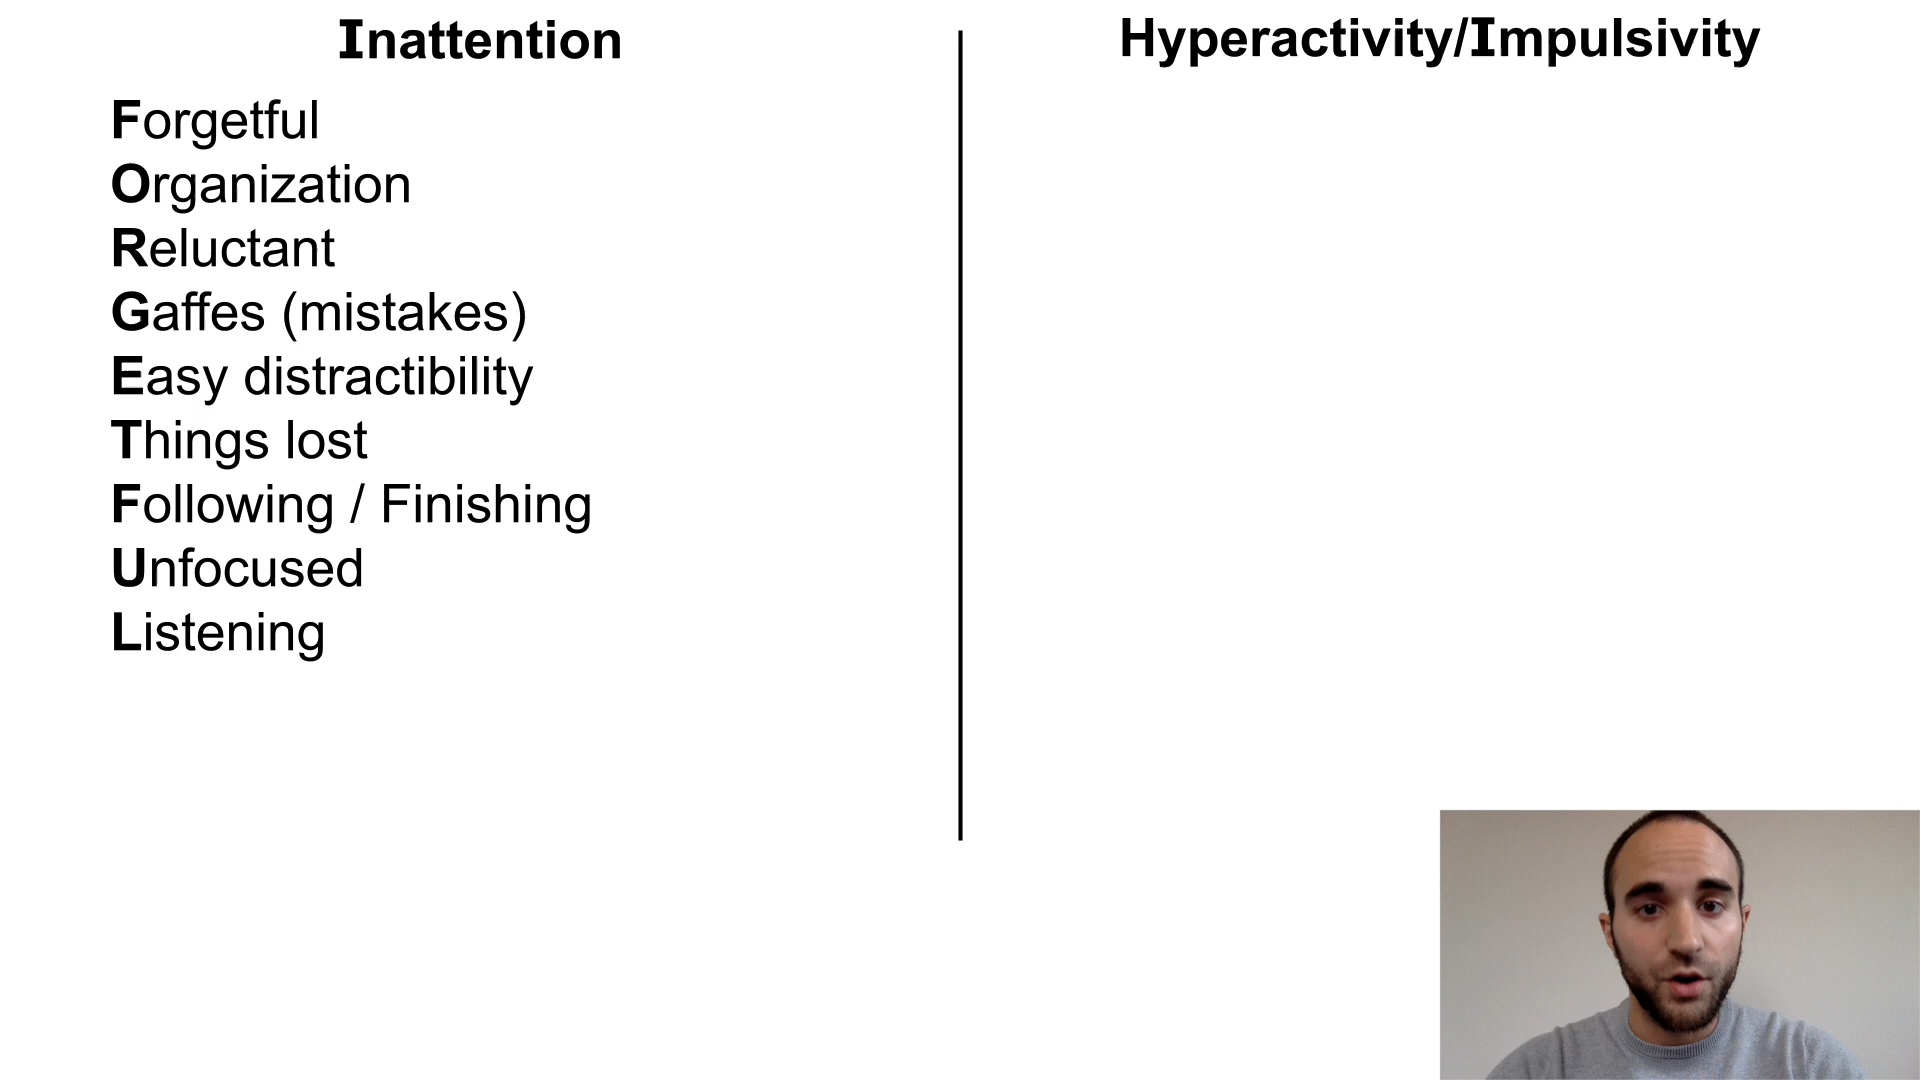 Inattention
Forgetful
Organization
Reluctant
Gaffes (mistakes)
Easy distractibility
Things lost
Following / Finishing
Unfocused
Listening
Hyperactivity/Impulsivity